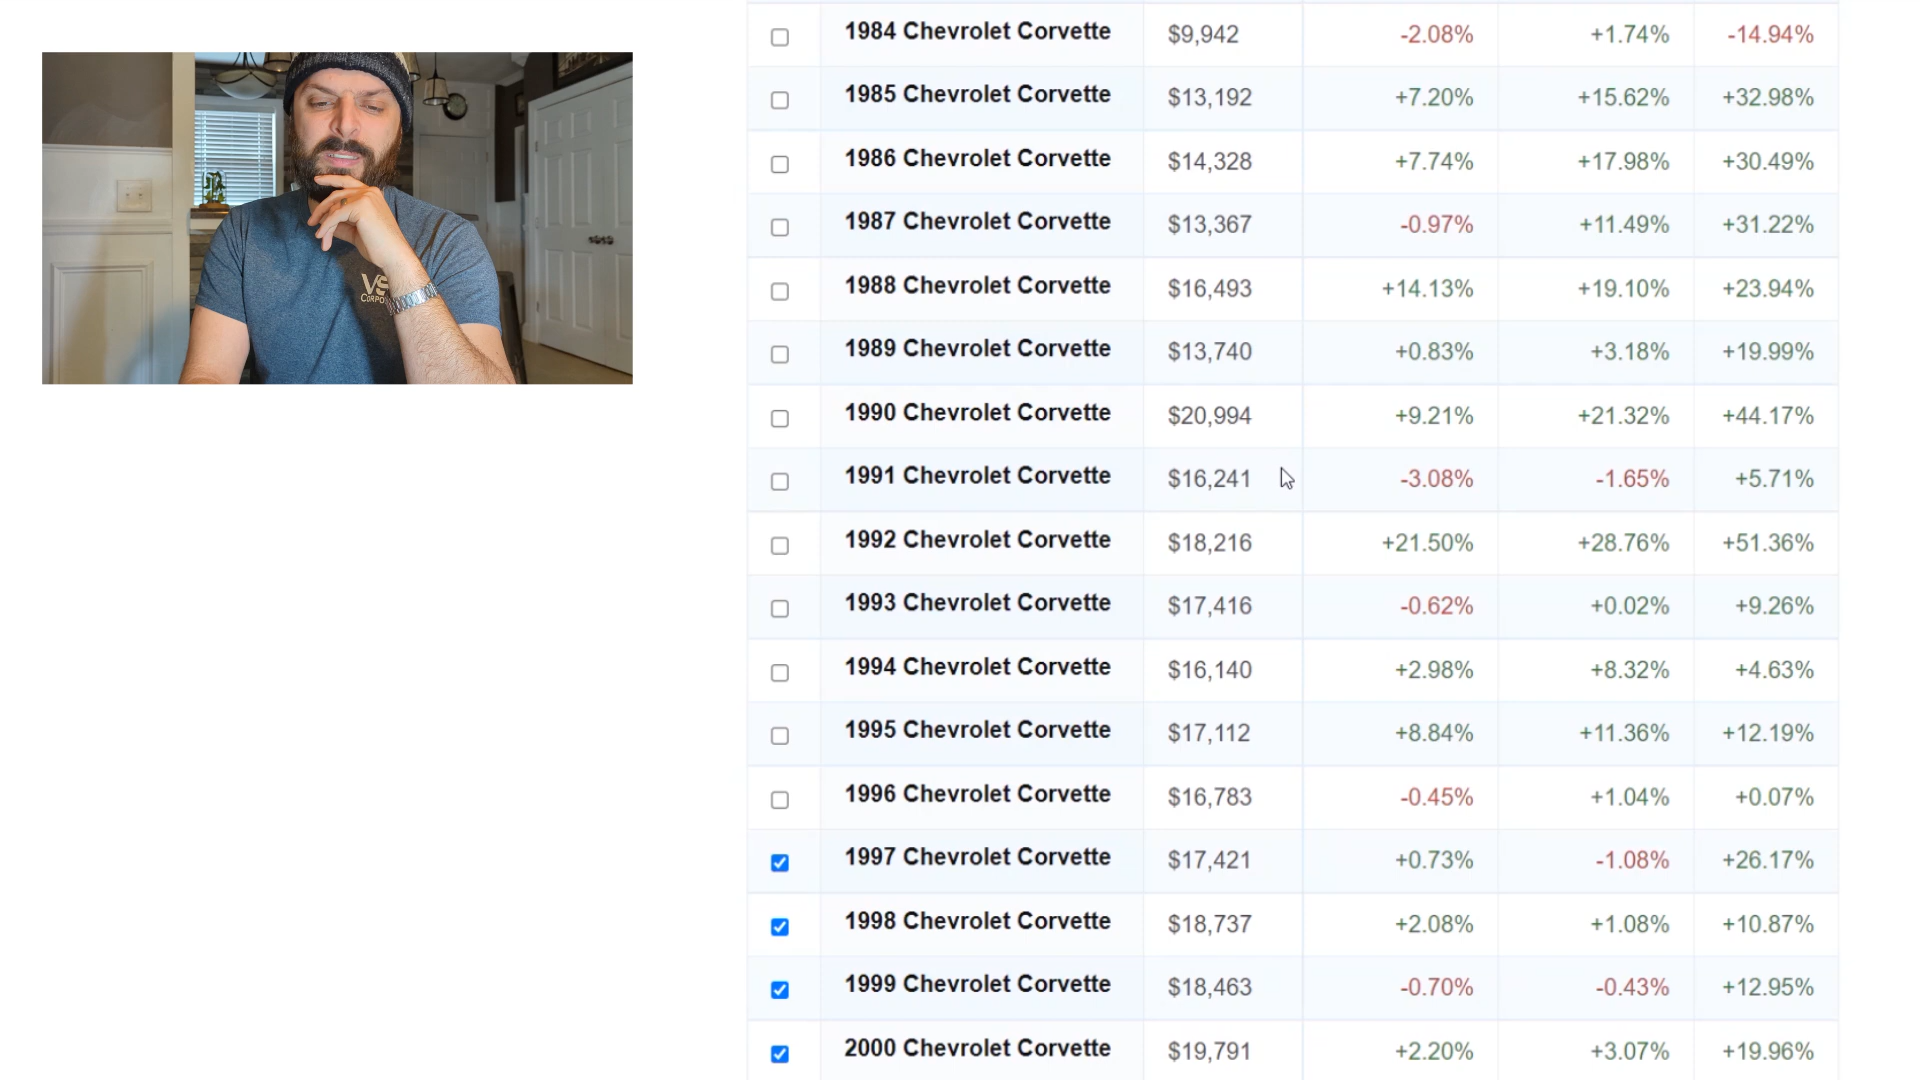 VS
CORPO
1984 Chevrolet Corvette $9,942 -2.08% +1.74% -14.94%
1985 Chevrolet Corvette $13,192 +7.20% +15.62% +32.98%
1986 Chevrolet Corvette $14,328 +7.74% +17.98% +30.49%
1987 Chevrolet Corvette $13,367 -0.97% +11.49% +31.22%
1988 Chevrolet Corvette $16,493 +14.13% +19.10% +23.94%
1989 Chevrolet Corvette $13,740 +0.83% +3.18% +19.99%
1990 Chevrolet Corvette $20,994 +9.21% +21.32% +44.17%
1991 Chevrolet Corvette $16,241 -3.08% -1.65% +5.71%
1992 Chevrolet Corvette $18,216 +21.50% +28.76% +51.36%
1993 Chevrolet Corvette $17,416 -0.62% +0.02% +9.26%
1994 Chevrolet Corvette $16,140 +2.98% +8.32% +4.63%
1995 Chevrolet Corvette $17,112 +8.84% +11.36% +12.19%
1996 Chevrolet Corvette $16,783 -0.45% +1.04% +0.07%
1997 Chevrolet Corvette $17,421 +0.73% -1.08% +26.17%
1998 Chevrolet Corvette $18,737 +2.08% +1.08% +10.87%
1999 Chevrolet Corvette $18,463 -0.70% -0.43% +12.95%
2000 Chevrolet Corvette $19,791 +2.20% +3.07% +19.96%